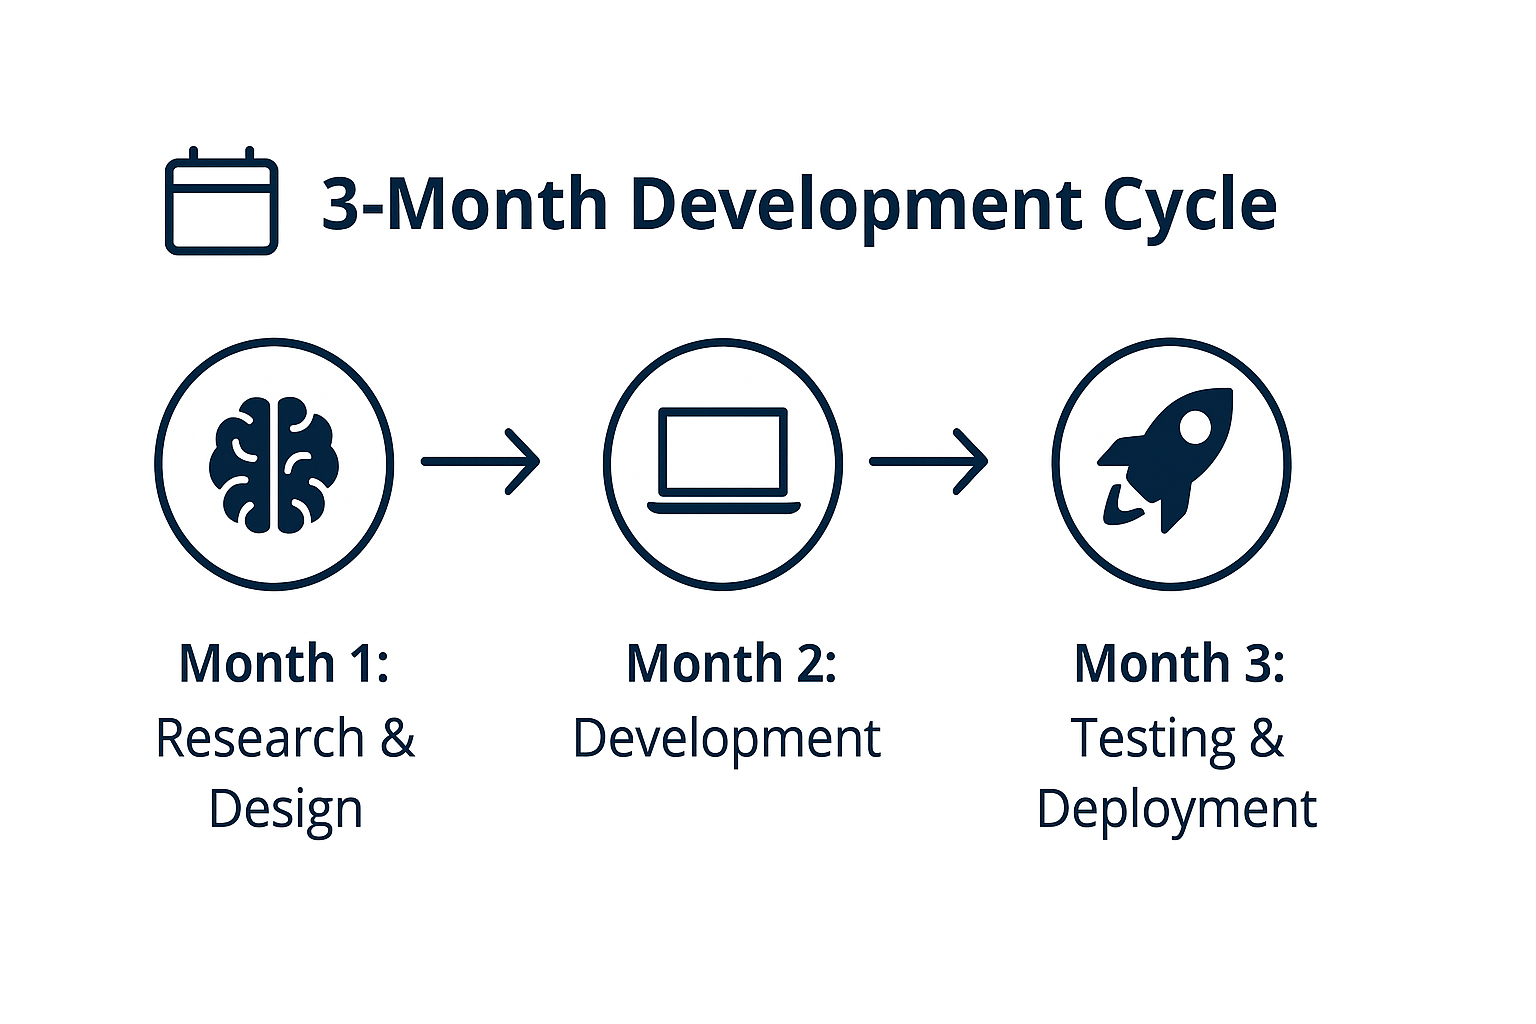 3-Month Development Cycle
Month 1:
Research &
Design
Month 2:
Development
Month 3:
Testing &
Deployment